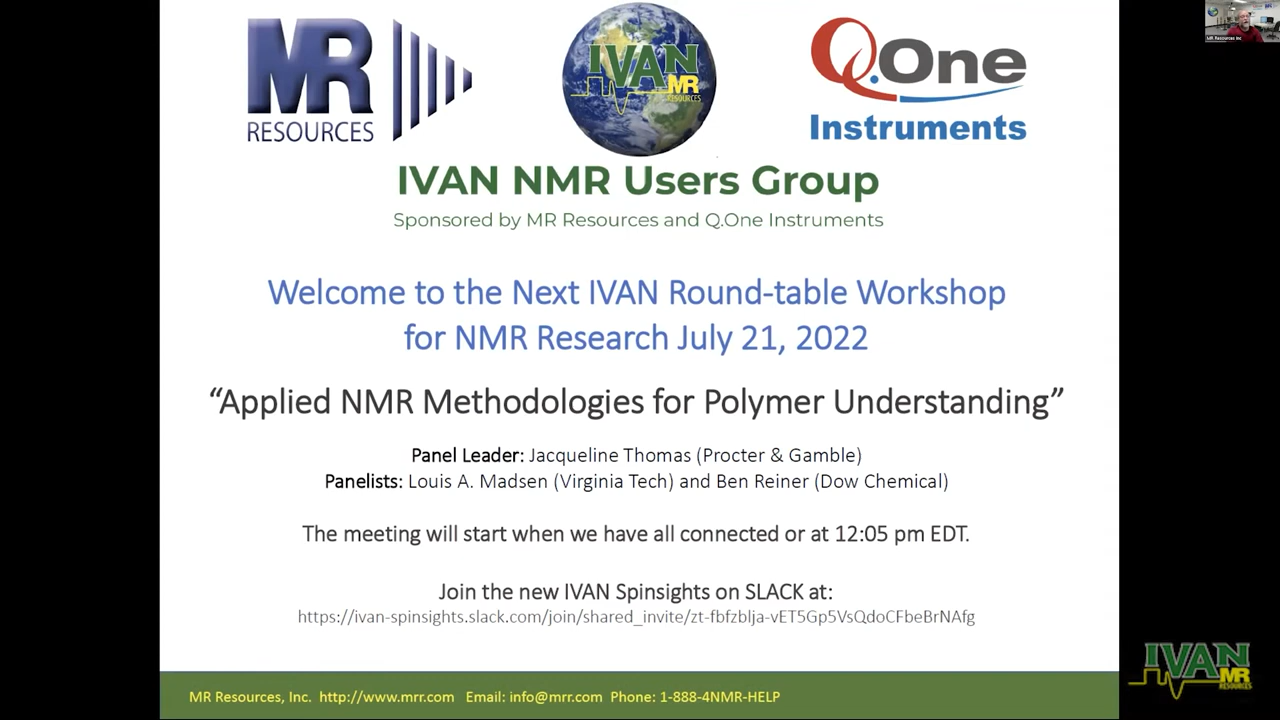 MR
RESOURCES
IVAN
MR
RESOURCES
Q.One
Instruments
MR Resources Inc
IVAN NMR Users Group
Sponsored by MR Resources and Q.One Instruments
Welcome to the Next IVAN Round-table Workshop
for NMR Research July 21, 2022
“Applied NMR Methodologies for Polymer Understanding”
Panel Leader: Jacqueline Thomas (Procter & Gamble)
Panelists: Louis A. Madsen (Virginia Tech) and Ben Reiner (Dow Chemical)
The meeting will start when we have all connected or at 12:05 pm EDT.
Join the new IVAN Spinsights on SLACK at:
https://ivan-spinsights.slack.com/join/shared_invite/zt-fbfzblja-vET5Gp5VsQdoCFbeBrNAfg
MR Resources, Inc. http://www.mrr.com Email: info@mrr.com Phone: 1-888-4NMR-HELP
IVAN
MR
RESOURCES